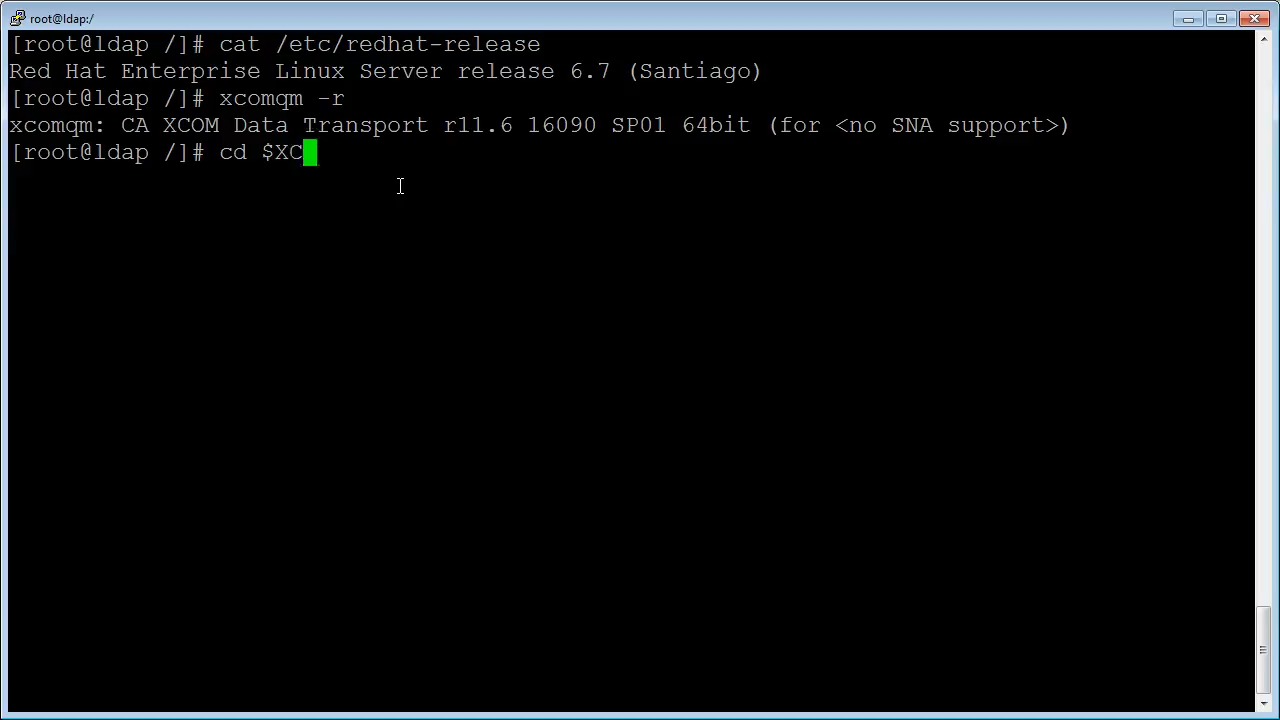 root@ldap:/
[root@ldap /]# cat /etc/redhat-release
Red Hat Enterprise Linux Server release 6.7 (Santiago)
[root@ldap /]# xcomqm -r
xcomqm: CA XCOM Data Transport r11.6 16090 SP01 64bit (for <no SNA support>)
[root@ldap /]# cd $XC